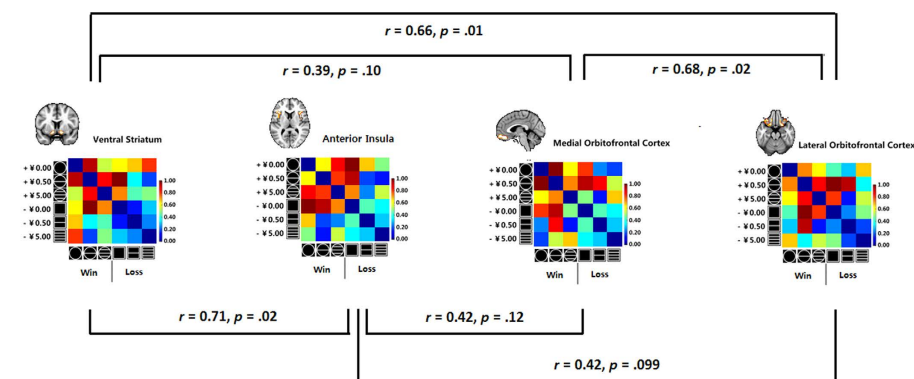 r = 0.66, p = .01
r = 0.39, p = .10
r = 0.68, p = .02
Ventral Striatum
Anterior Insula
Medial Orbitofrontal Cortex
Lateral Orbitofrontal Cortex
+ ¥ 0.00
+ ¥ 0.50
+ ¥ 5.00
- ¥ 0.00
- ¥ 0.50
- ¥ 5.00
1.00
0.80
0.60
0.40
0.20
0.00
Win
Loss
+ ¥ 0.00
+ ¥ 0.50
+ ¥ 5.00
- ¥ 0.00
- ¥ 0.50
- ¥ 5.00
1.00
0.80
0.60
0.40
0.20
0.00
Win
Loss
+ ¥ 0.00
+ ¥ 0.50
+ ¥ 5.00
- ¥ 0.00
- ¥ 0.50
- ¥ 5.00
1.00
0.80
0.60
0.40
0.20
0.00
Win
Loss
+ ¥ 0.00
+ ¥ 0.50
+ ¥ 5.00
- ¥ 0.00
- ¥ 0.50
- ¥ 5.00
1.00
0.80
0.60
0.40
0.20
0.00
Win
Loss
r = 0.71, p = .02
r = 0.42, p = .12
r = 0.42, p = .099